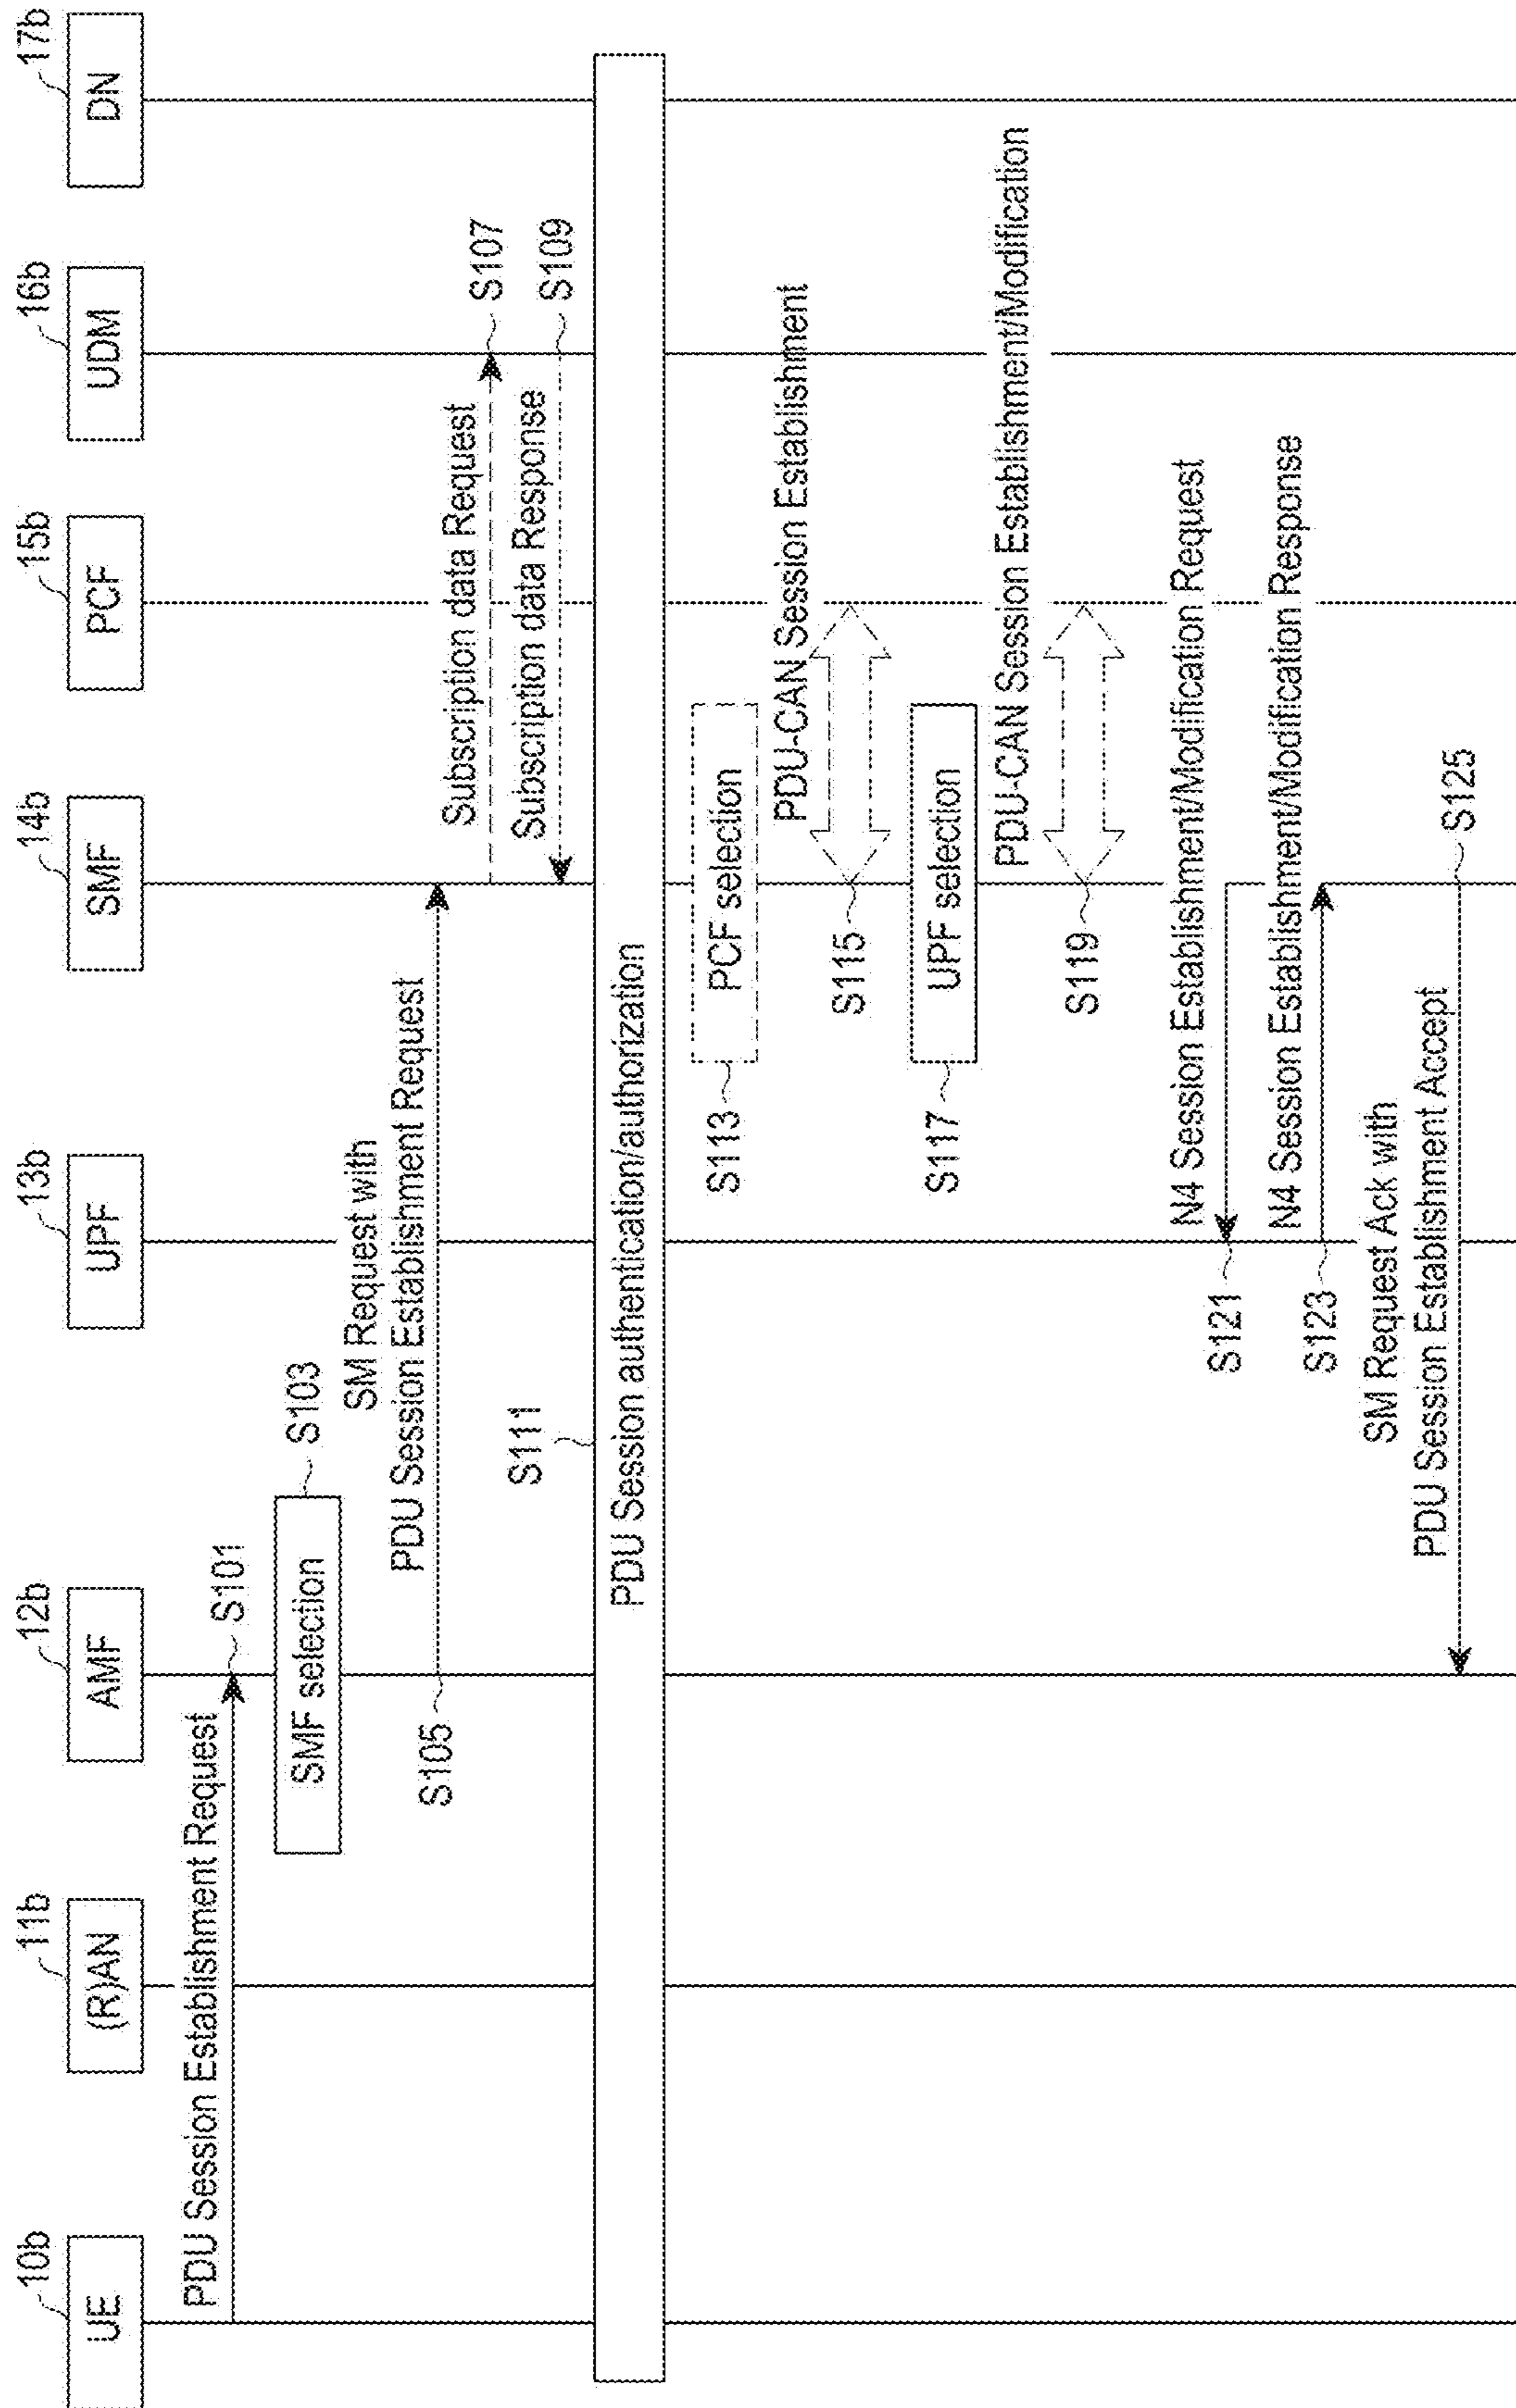 10b
11b
12b
13b
14b
15b
16b
17b
UE
(R)AN
AMF
UPF
SMF
PCF
UDM
DN
PDU Session Establishment Request
S101
SMF selection
S103
SM Request with
PDU Session Establishment Request
S105
Subscription data Request
S107
Subscription data Response
S109
S111
PDU Session authentication/authorization
S113
PCF selection
PDU-CAN Session Establishment
S115
S117
UPF selection
PDU-CAN Session Establishment/Modification
S119
N4 Session Establishment/Modification Request
S121
N4 Session Establishment/Modification Response
S123
SM Request Ack with
PDU Session Establishment Accept
S125